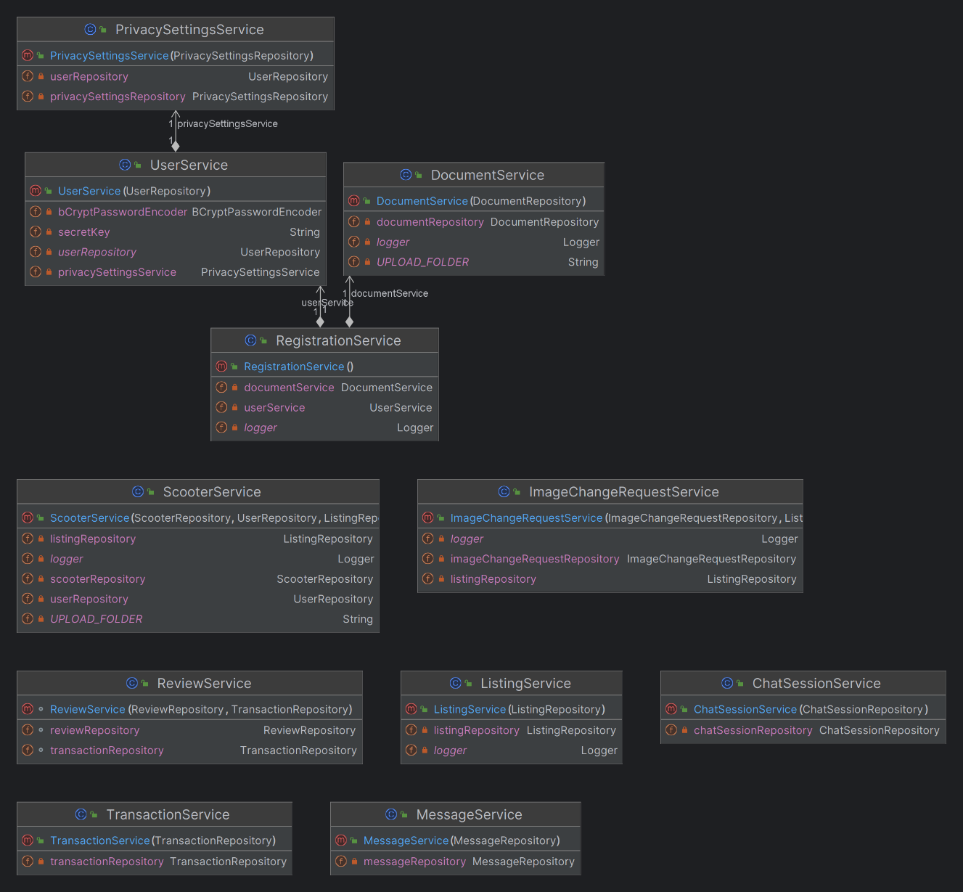 PrivacySettingsService
PrivacySettingsService(PrivacySettingsRepository)
userRepository UserRepository
privacySettingsRepository PrivacySettingsRepository
1 privacySettingsService
1
UserService
UserService(UserRepository)
bCryptPasswordEncoder BCryptPasswordEncoder
secretKey String
userRepository UserRepository
privacySettingsService PrivacySettingsService
DocumentService
DocumentService(DocumentRepository)
documentRepository DocumentRepository
logger Logger
UPLOAD_FOLDER String
1 documentService
userService
1 1
RegistrationService
RegistrationService()
documentService DocumentService
userService UserService
logger Logger
ScooterService
ScooterService(ScooterRepository, UserRepository, ListingRep
listingRepository ListingRepository
logger Logger
scooterRepository ScooterRepository
userRepository UserRepository
UPLOAD_FOLDER String
ImageChangeRequestService
ImageChangeRequestService(ImageChangeRequestRepository, List
logger Logger
imageChangeRequestRepository ImageChangeRequestRepository
listingRepository ListingRepository
ReviewService
ReviewService(ReviewRepository, TransactionRepository)
reviewRepository ReviewRepository
transactionRepository TransactionRepository
ListingService
ListingService(ListingRepository)
listingRepository ListingRepository
logger Logger
ChatSessionService
ChatSessionService(ChatSessionRepository)
chatSessionRepository ChatSessionRepository
TransactionService
TransactionService(TransactionRepository)
transactionRepository TransactionRepository
MessageService
MessageService(MessageRepository)
messageRepository MessageRepository